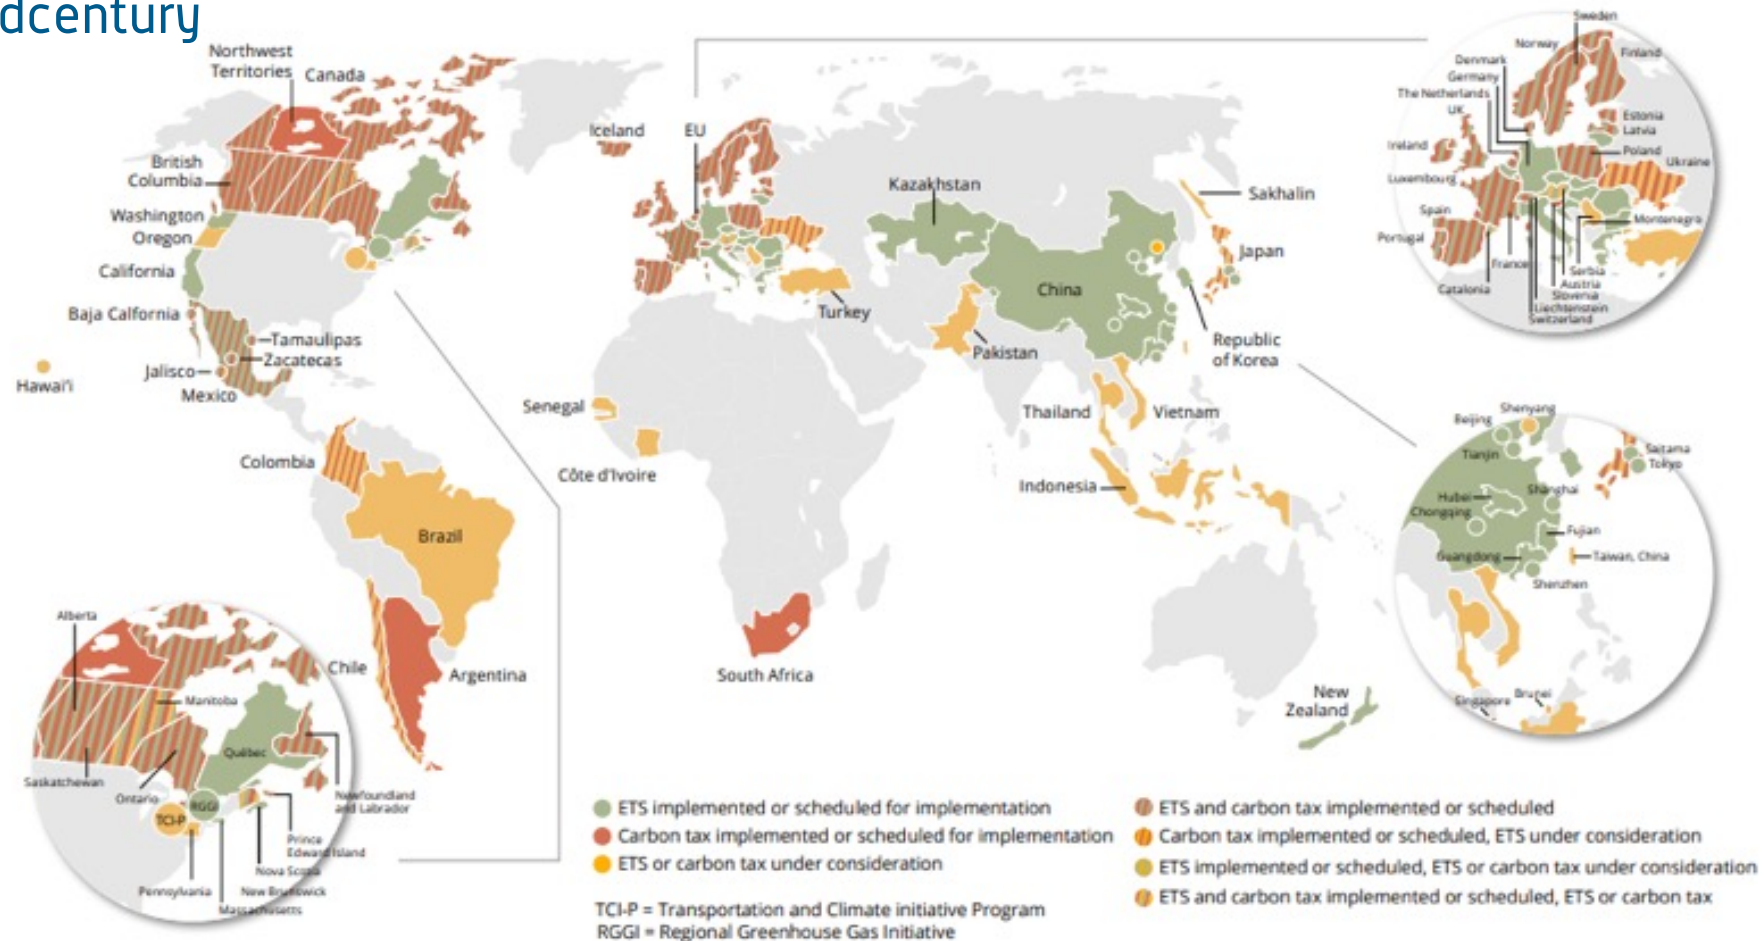 dcentury
Northwest
Territories
Canada
British
Columbia
Washington
Oregon
California
Baja Calfornia
Tamaulipas
Zacatecas
Jalisco
Mexico
Hawai'i
Colombia
Brazil
Chile
Argentina
Iceland
EU
Kazakhstan
Sakhalin
Japan
China
Turkey
Pakistan
Republic
of Korea
Senegal
Thailand
Vietnam
Côte d'Ivoire
Indonesia
South Africa
New
Zealand
Sweden
Norway
Finland
Denmark
Germany
The Netherlands
UK
Estonia
Latvia
Ireland
Poland
Ukraine
Luxembourg
Spain
Montenegro
Portugal
France
Serbia
Catalonia
Austria
Slovenia
Liechtenstein
Switzerland
Shenyang
Beijing
Saitama
Tianjin
Tokyo
Shanghai
Hubei
Chongqing
Fujian
Guangdong
Taiwan, China
Shenzhen
Singapore
Brunei
Alberta
Manitoba
Québec
Saskatchewan
Ontario
RGGI
TCI-P
Newfoundland
and Labrador
Prince
Edward Island
Nova Scotia
Pennsylvania
New Brunswick
Massachusetts
ETS implemented or scheduled for implementation
Carbon tax implemented or scheduled for implementation
ETS or carbon tax under consideration
TCI-P = Transportation and Climate initiative Program
RGGI = Regional Greenhouse Gas Initiative
ETS and carbon tax implemented or scheduled
Carbon tax implemented or scheduled, ETS under consideration
ETS implemented or scheduled, ETS or carbon tax under consideration
ETS and carbon tax implemented or scheduled, ETS or carbon tax